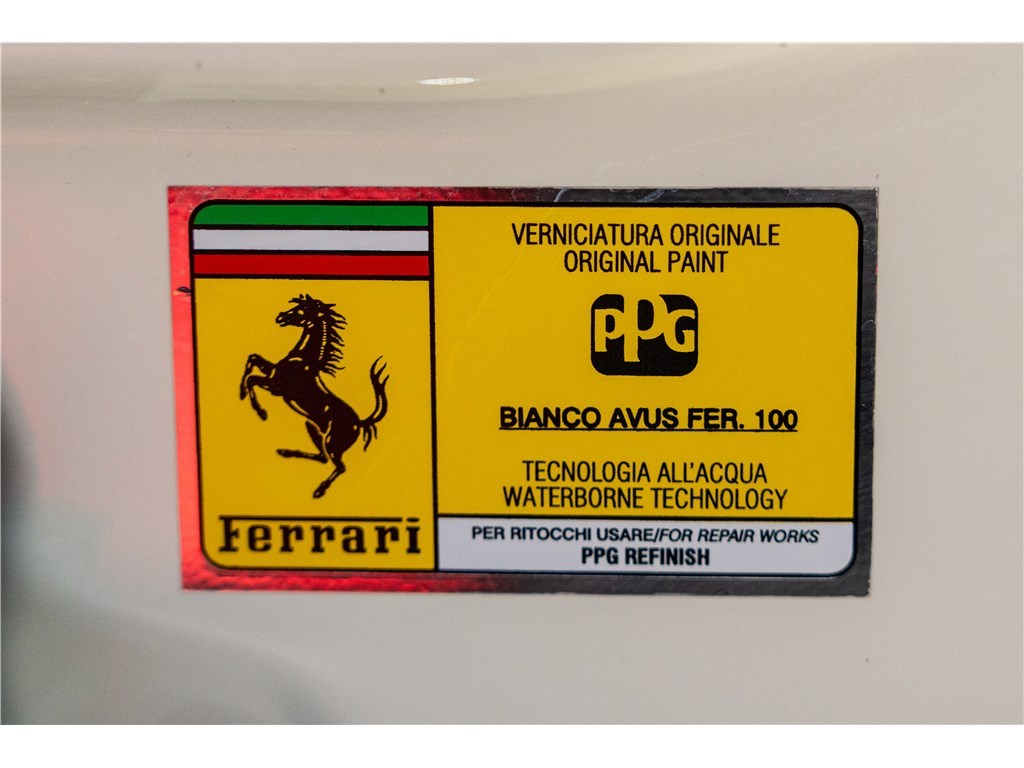 Ferrari
VERNICIATURA ORIGINALE
ORIGINAL PAINT
PPG
BIANCO AVUS FER. 100
TECNOLOGIA ALL'ACQUA
WATERBORNE TECHNOLOGY
PER RITOCCHI USARE/FOR REPAIR WORKS
PPG REFINISH